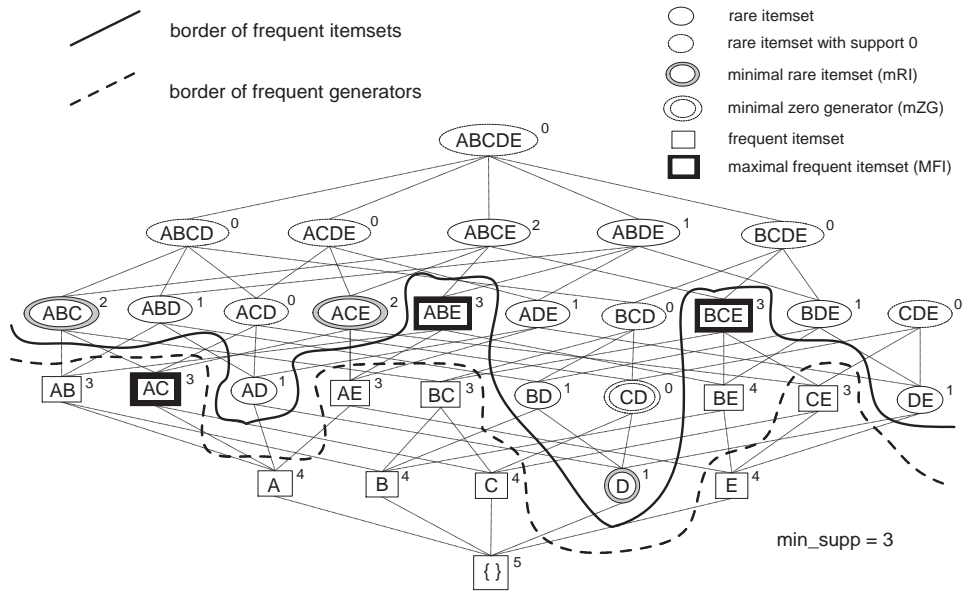 border of frequent itemsets
border of frequent generators
rare itemset
rare itemset with support 0
minimal rare itemset (mRI)
minimal zero generator (mZG)
frequent itemset
maximal frequent itemset (MFI)
ABCDE 0
ABCD 0 ACDE 0 ABCE 2 ABDE 1 BCDE 0
ABC 2 ABD 1 ACD 0 ACE 2 ABE 3 ADE 1 BCD 0 BCE 3 BDE 1 CDE 0
AB 3 AC 3 AD 1 AE 3 BC 3 BD 1 CD 0 BE 4 CE 3 DE 1
A 4 B 4 C 4 D 1 E 4
{ } 5
min_supp = 3